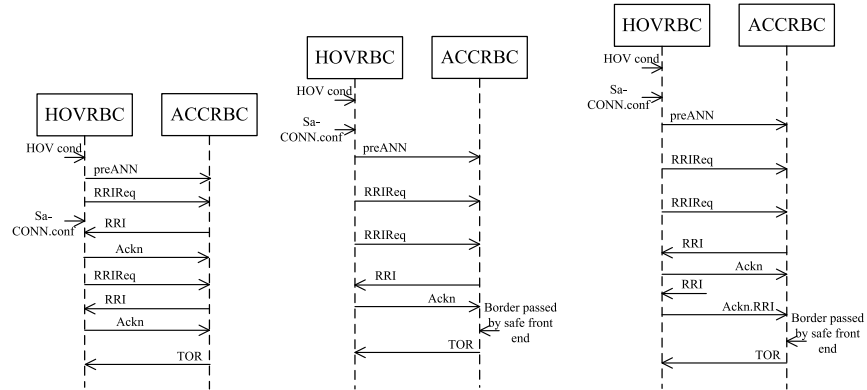 HOVRBC
ACCRBC
HOV cond
preANN
RRIReq
Sa-
CONN.conf
RRI
Ackn
RRIReq
RRI
Ackn
TOR
HOVRBC
ACCRBC
HOV cond
Sa-
CONN.conf
preANN
RRIReq
RRIReq
RRI
Ackn
Border passed
by safe front
end
TOR
HOVRBC
ACCRBC
HOV cond
Sa-
CONN.conf
preANN
RRIReq
RRIReq
RRI
Ackn
RRI
Ackn.RRI
Border passed
by safe front
end
TOR